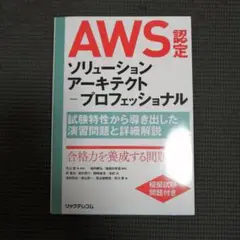 AWS認定
ソリューション
アーキテクト
ープロフェッショナル
試験特性から導き出した
演習問題と詳細解説
合格力を養成する問題
模擬試験
問題付き
リックテレコム